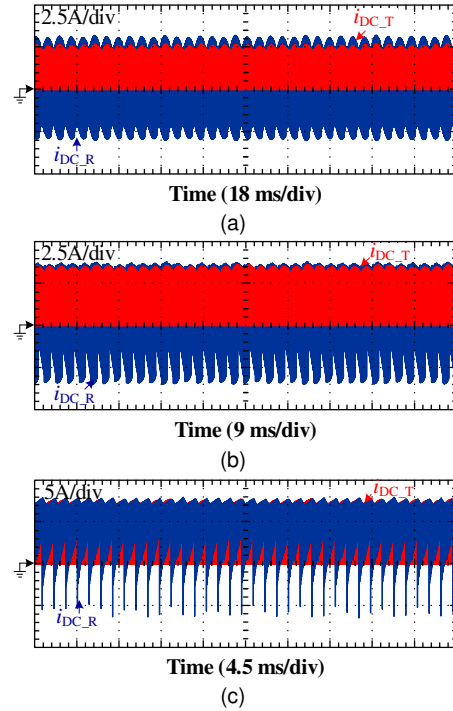 2.5A/div
iDC_T
iDC_R
Time (18 ms/div)
(a)
2.5A/div
iDC_T
iDC_R
Time (9 ms/div)
(b)
5A/div
iDC_T
iDC_R
Time (4.5 ms/div)
(c)